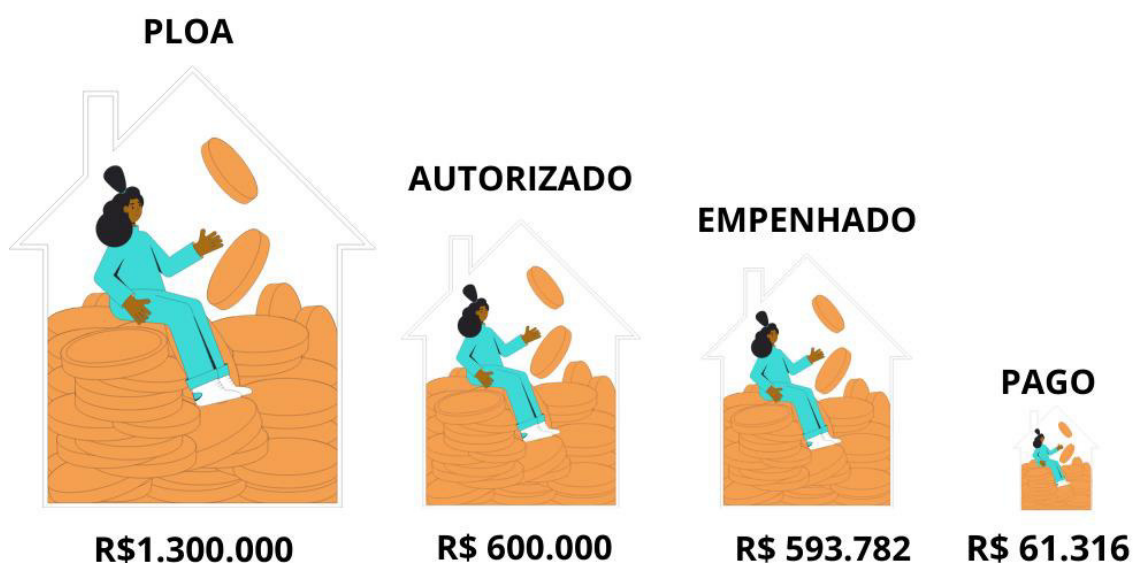 PLOA
AUTORIZADO
EMPENHADO
PAGO
R$1.300.000
R$ 600.000
R$ 593.782
R$ 61.316